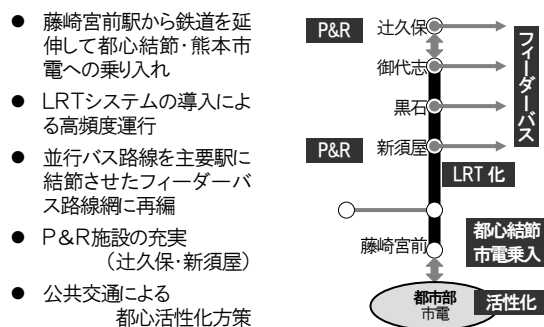 ● 藤崎宮前駅から鉄道を延
伸して都心結節・熊本市
電への乗り入れ
● LRTシステムの導入によ
る高頻度運行
● 並行バス路線を主要駅に
結節させたフィーダーバ
ス路線網に再編
● P&R施設の充実
(辻久保・新須屋)
● 公共交通による
都心活性化方策
P&R
辻久保
御代志
黒石
P&R
新須屋
フィーダーバス
LRT 化
藤崎宮前
都心結節
市電乗入
都市部
市電
活性化